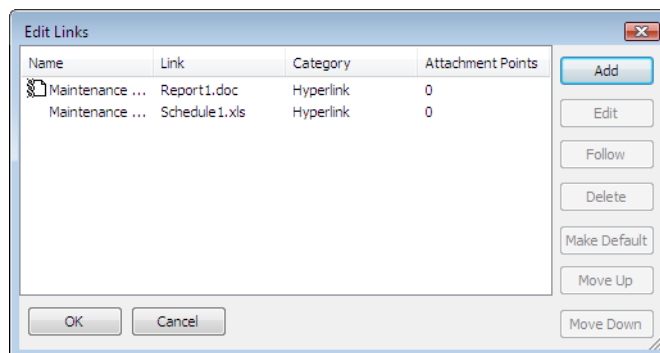 Edit Links
Name Link Category Attachment Points
Maintenance ... Report1.doc Hyperlink 0
Maintenance ... Schedule1.xls Hyperlink 0
Add
Edit
Follow
Delete
Make Default
Move Up
Move Down
OK Cancel